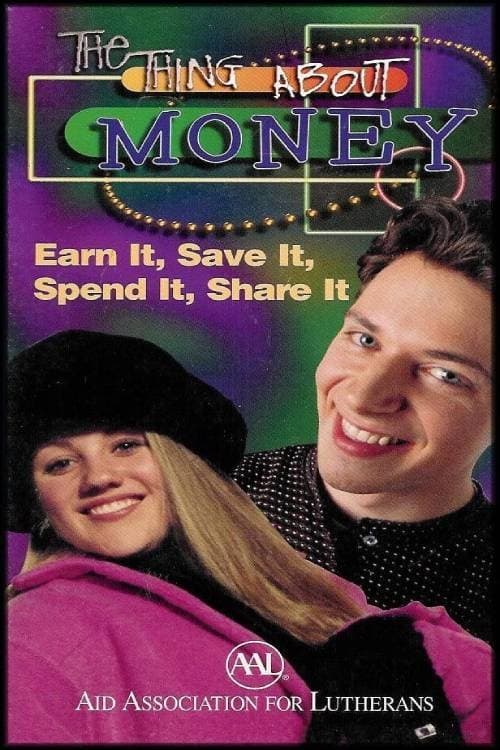 THE THING ABOUT
MONEY
Earn It, Save It,
Spend It, Share It
AAL®
AID ASSOCIATION FOR LUTHERANS